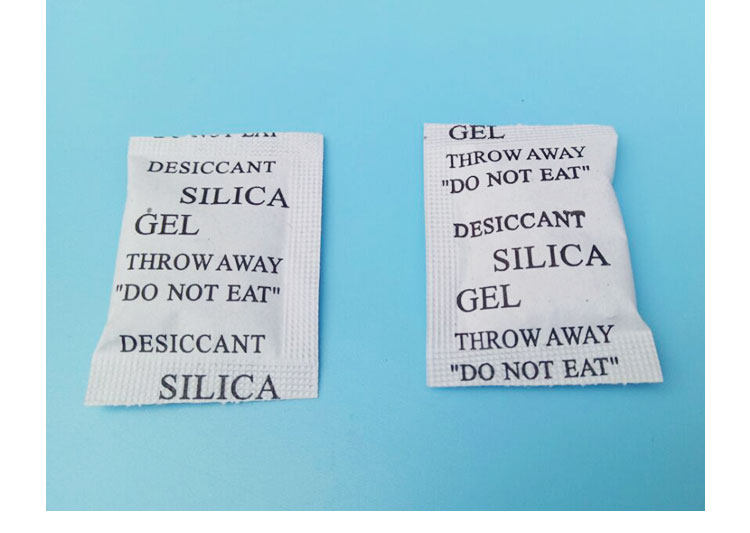 DESICCANT
SILICA
GEL
THROW AWAY
"DO NOT EAT"
DESICCANT
SILICA
GEL
THROW AWAY
"DO NOT EAT"
DESICCANT
SILICA
GEL
THROW AWAY
"DO NOT EAT"